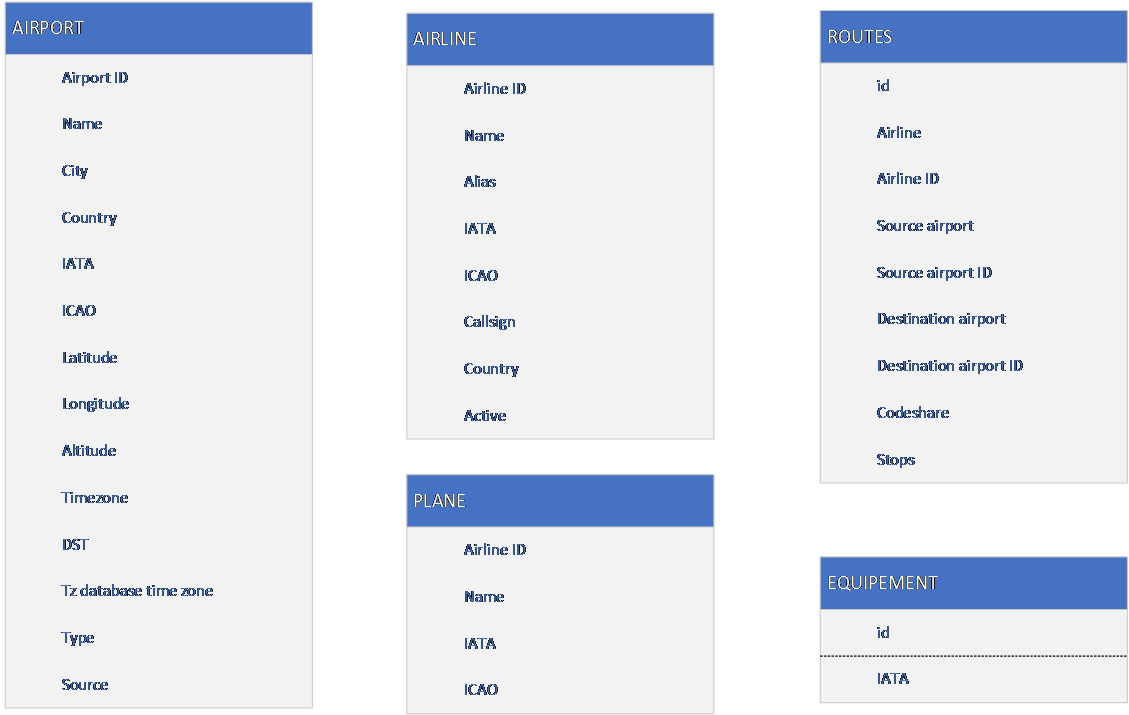 AIRPORT
Airport ID
Name
City
Country
IATA
ICAO
Latitude
Longitude
Altitude
Timezone
DST
Tz database time zone
Type
Source
AIRLINE
Airline ID
Name
Alias
IATA
ICAO
Callsign
Country
Active
PLANE
Airline ID
Name
IATA
ICAO
ROUTES
id
Airline
Airline ID
Source airport
Source airport ID
Destination airport
Destination airport ID
Codeshare
Stops
EQUIPEMENT
id
IATA